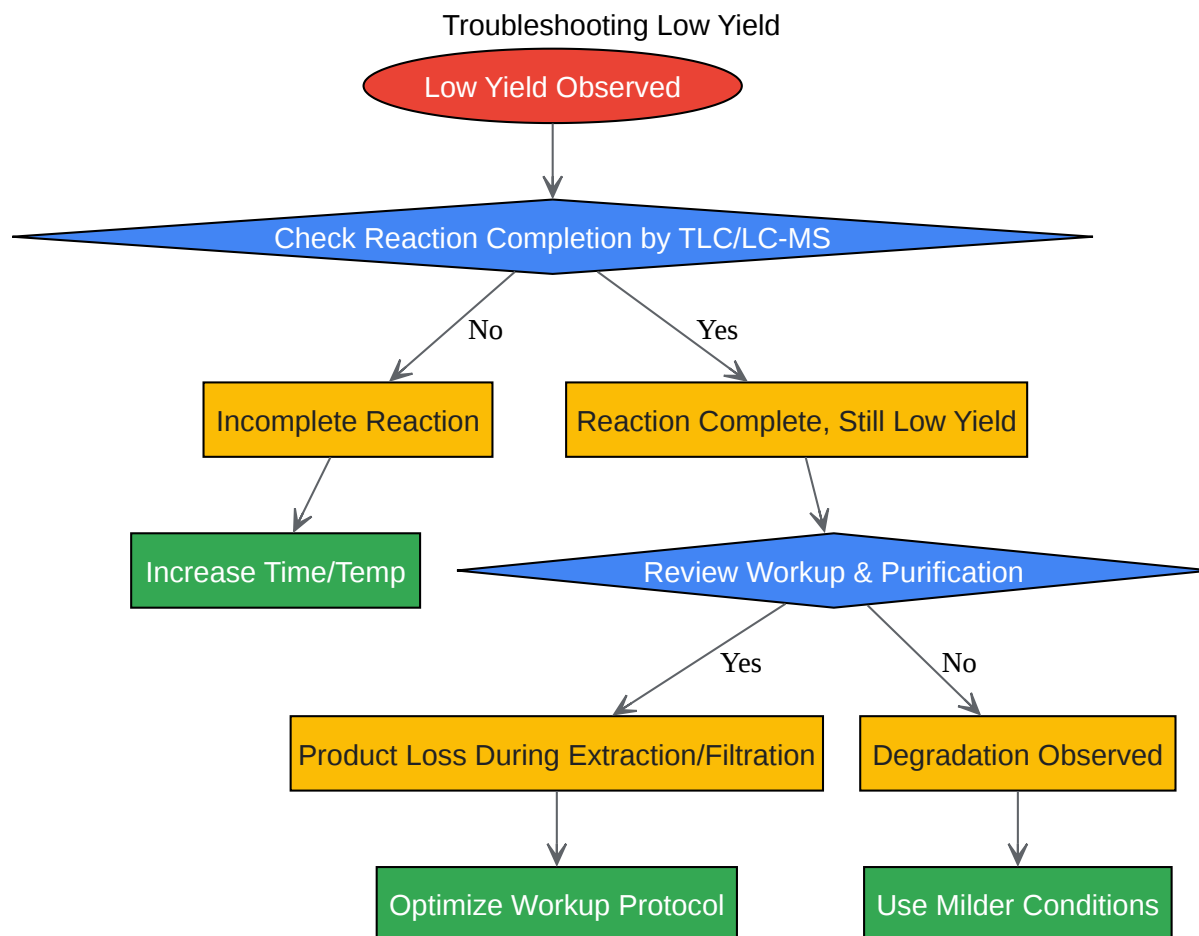 Troubleshooting Low Yield
Low Yield Observed
Check Reaction Completion by TLC/LC-MS
No
Yes
Incomplete Reaction
Reaction Complete, Still Low Yield
Increase Time/Temp
Review Workup & Purification
Yes
No
Product Loss During Extraction/Filtration
Degradation Observed
Optimize Workup Protocol
Use Milder Conditions